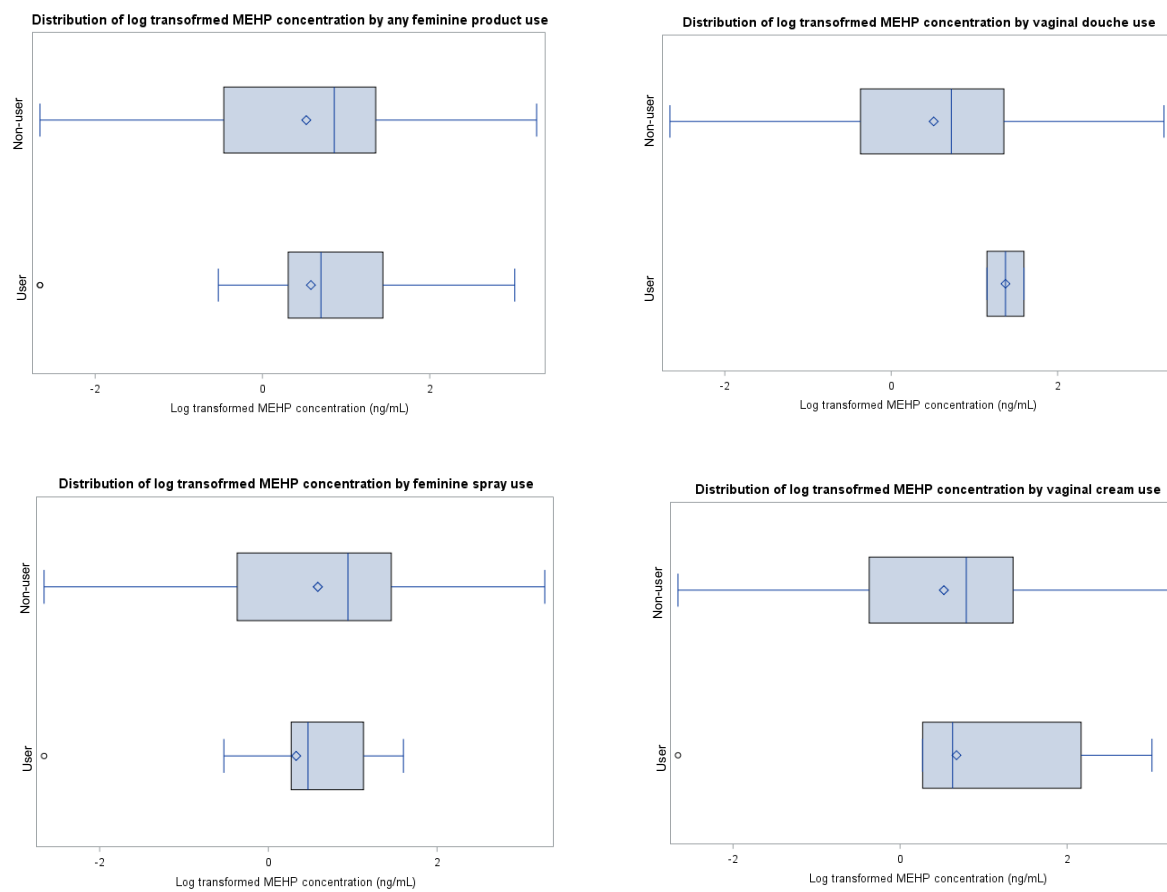 Distribution of log transofrmed MEHP concentration by any feminine product use
Non-user
User
-2 0 2
Log transformed MEHP concentration (ng/mL)
Distribution of log transofrmed MEHP concentration by vaginal douche use
Non-user
User
-2 0 2
Log transformed MEHP concentration (ng/mL)
Distribution of log transofrmed MEHP concentration by feminine spray use
Non-user
User
-2 0 2
Log transformed MEHP concentration (ng/mL)
Distribution of log transofrmed MEHP concentration by vaginal cream use
Non-user
User
-2 0 2
Log transformed MEHP concentration (ng/mL)